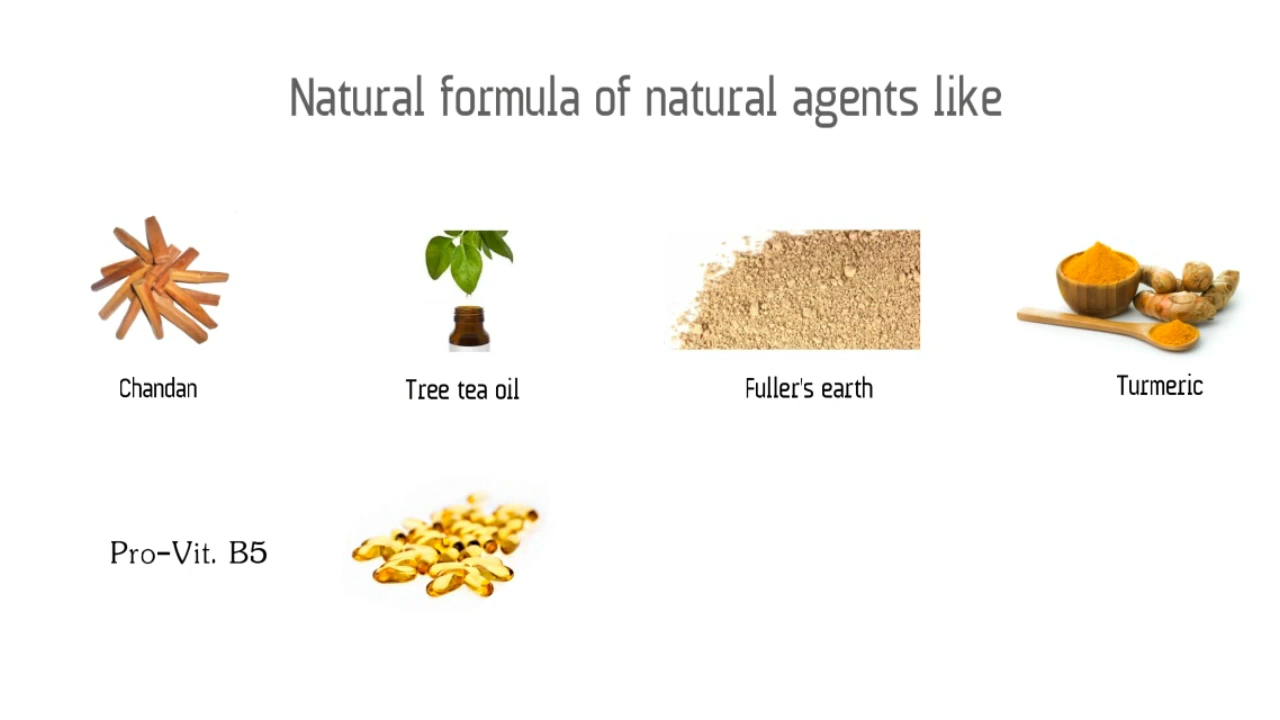 Natural formula of natural agents like
Chandan
Tree tea oil
Fuller's earth
Turmeric
Pro-Vit. B5